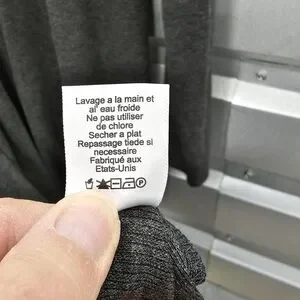 Lavage a la main et
al' eau froide
Ne pas utiliser
de chlore
Secher a plat
Repassage tiede si
necessaire
Fabriqué aux
Etats-Unis